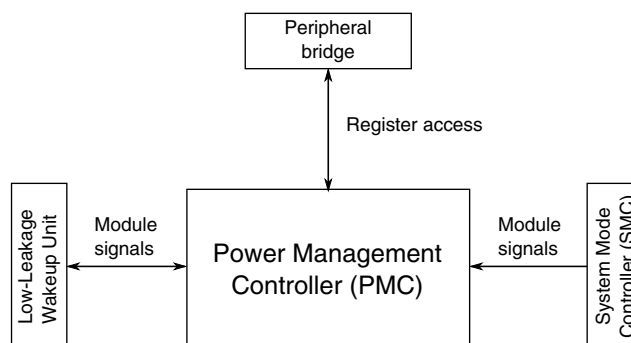 Peripheral
bridge
Register access
Low-Leakage
Wakeup Unit
Module
signals
Power Management
Controller (PMC)
Module
signals
System Mode
Controller (SMC)